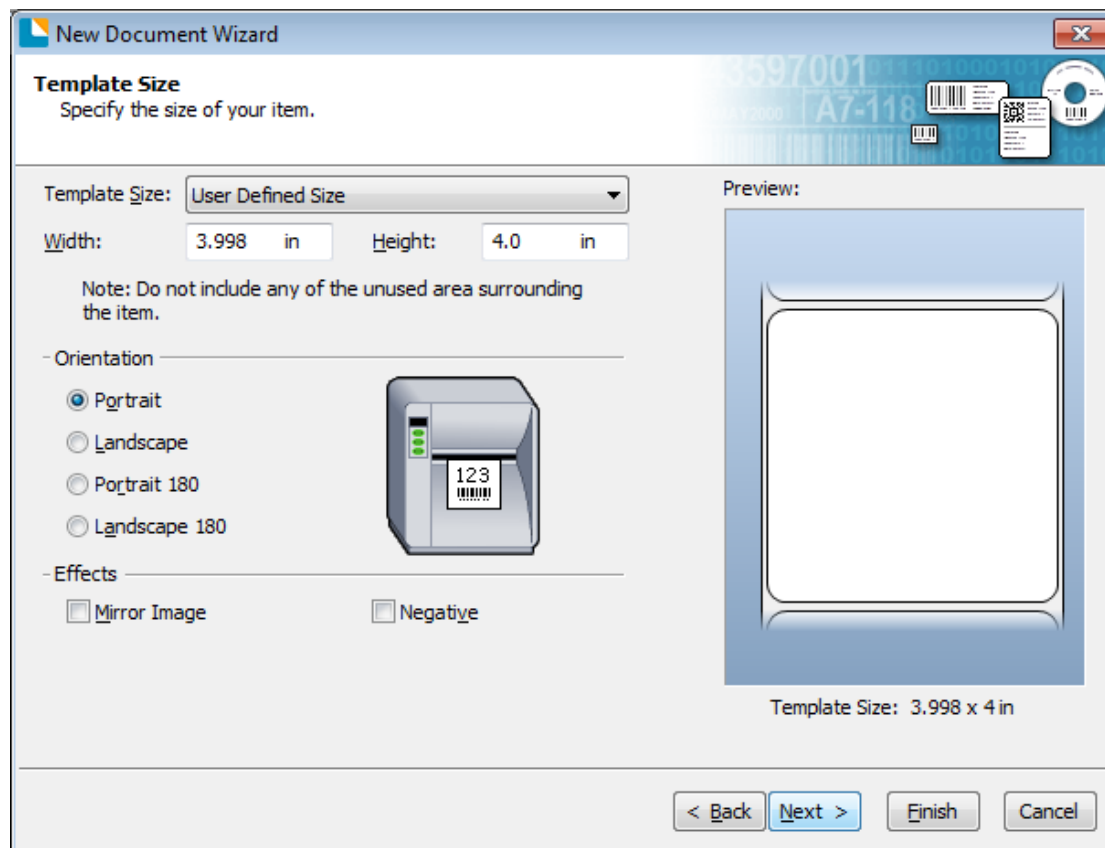 New Document Wizard
Template Size
Specify the size of your item.
3597001
A7-118
Template Size: User Defined Size
Width: 3.998 in Height: 4.0 in
Note: Do not include any of the unused area surrounding
the item.
Orientation
Portrait
Landscape
Portrait 180
Landscape 180
123
Effects
Mirror Image Negative
Preview:
Template Size: 3.998 x 4 in
< Back Next > Finish Cancel